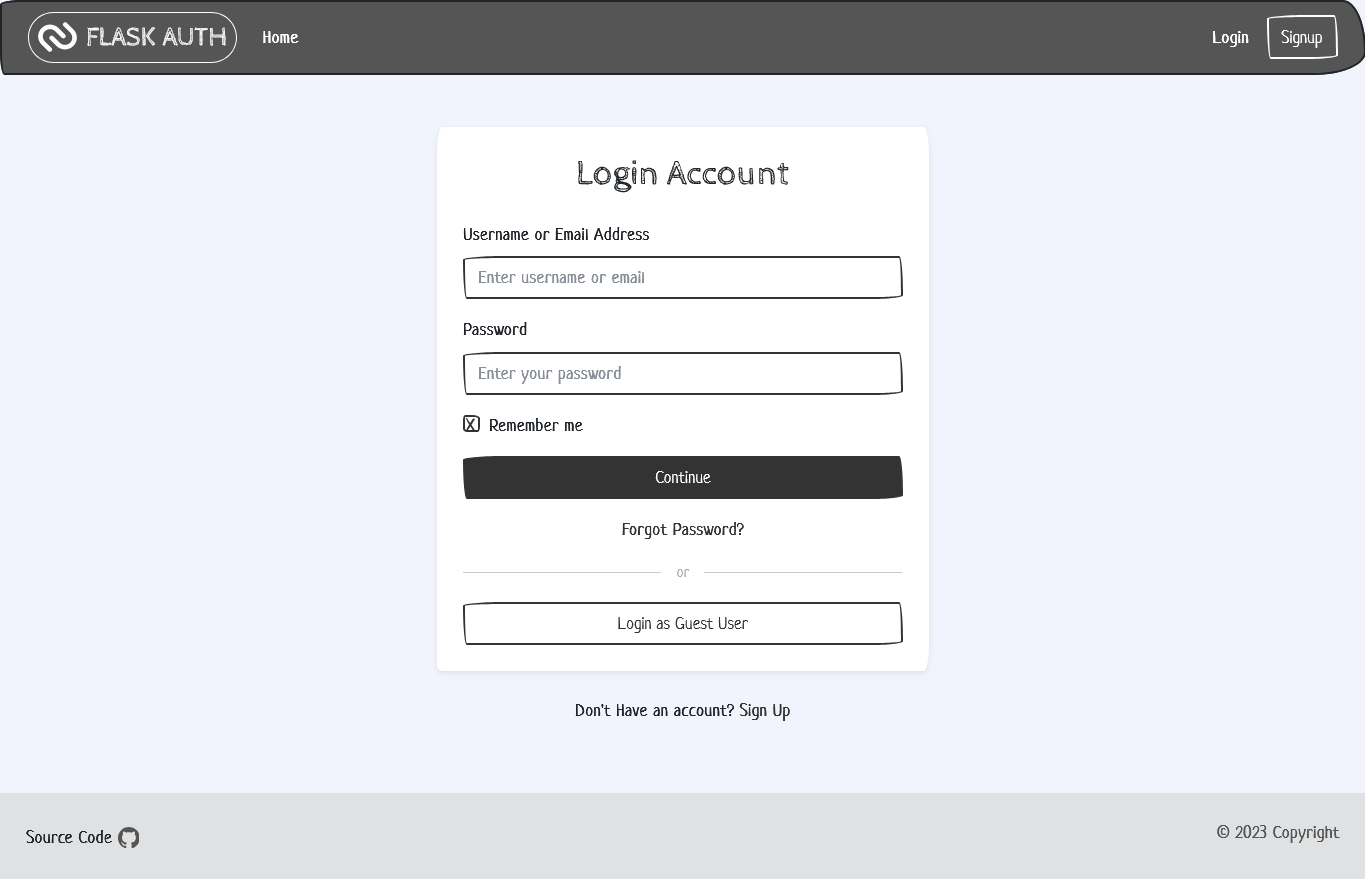 FLASK AUTH
Home
Login
Signup
Login Account
Username or Email Address
Enter username or email
Password
Enter your password
Remember me
Continue
Forgot Password?
or
Login as Guest User
Don't Have an account? Sign Up
Source Code
© 2023 Copyright